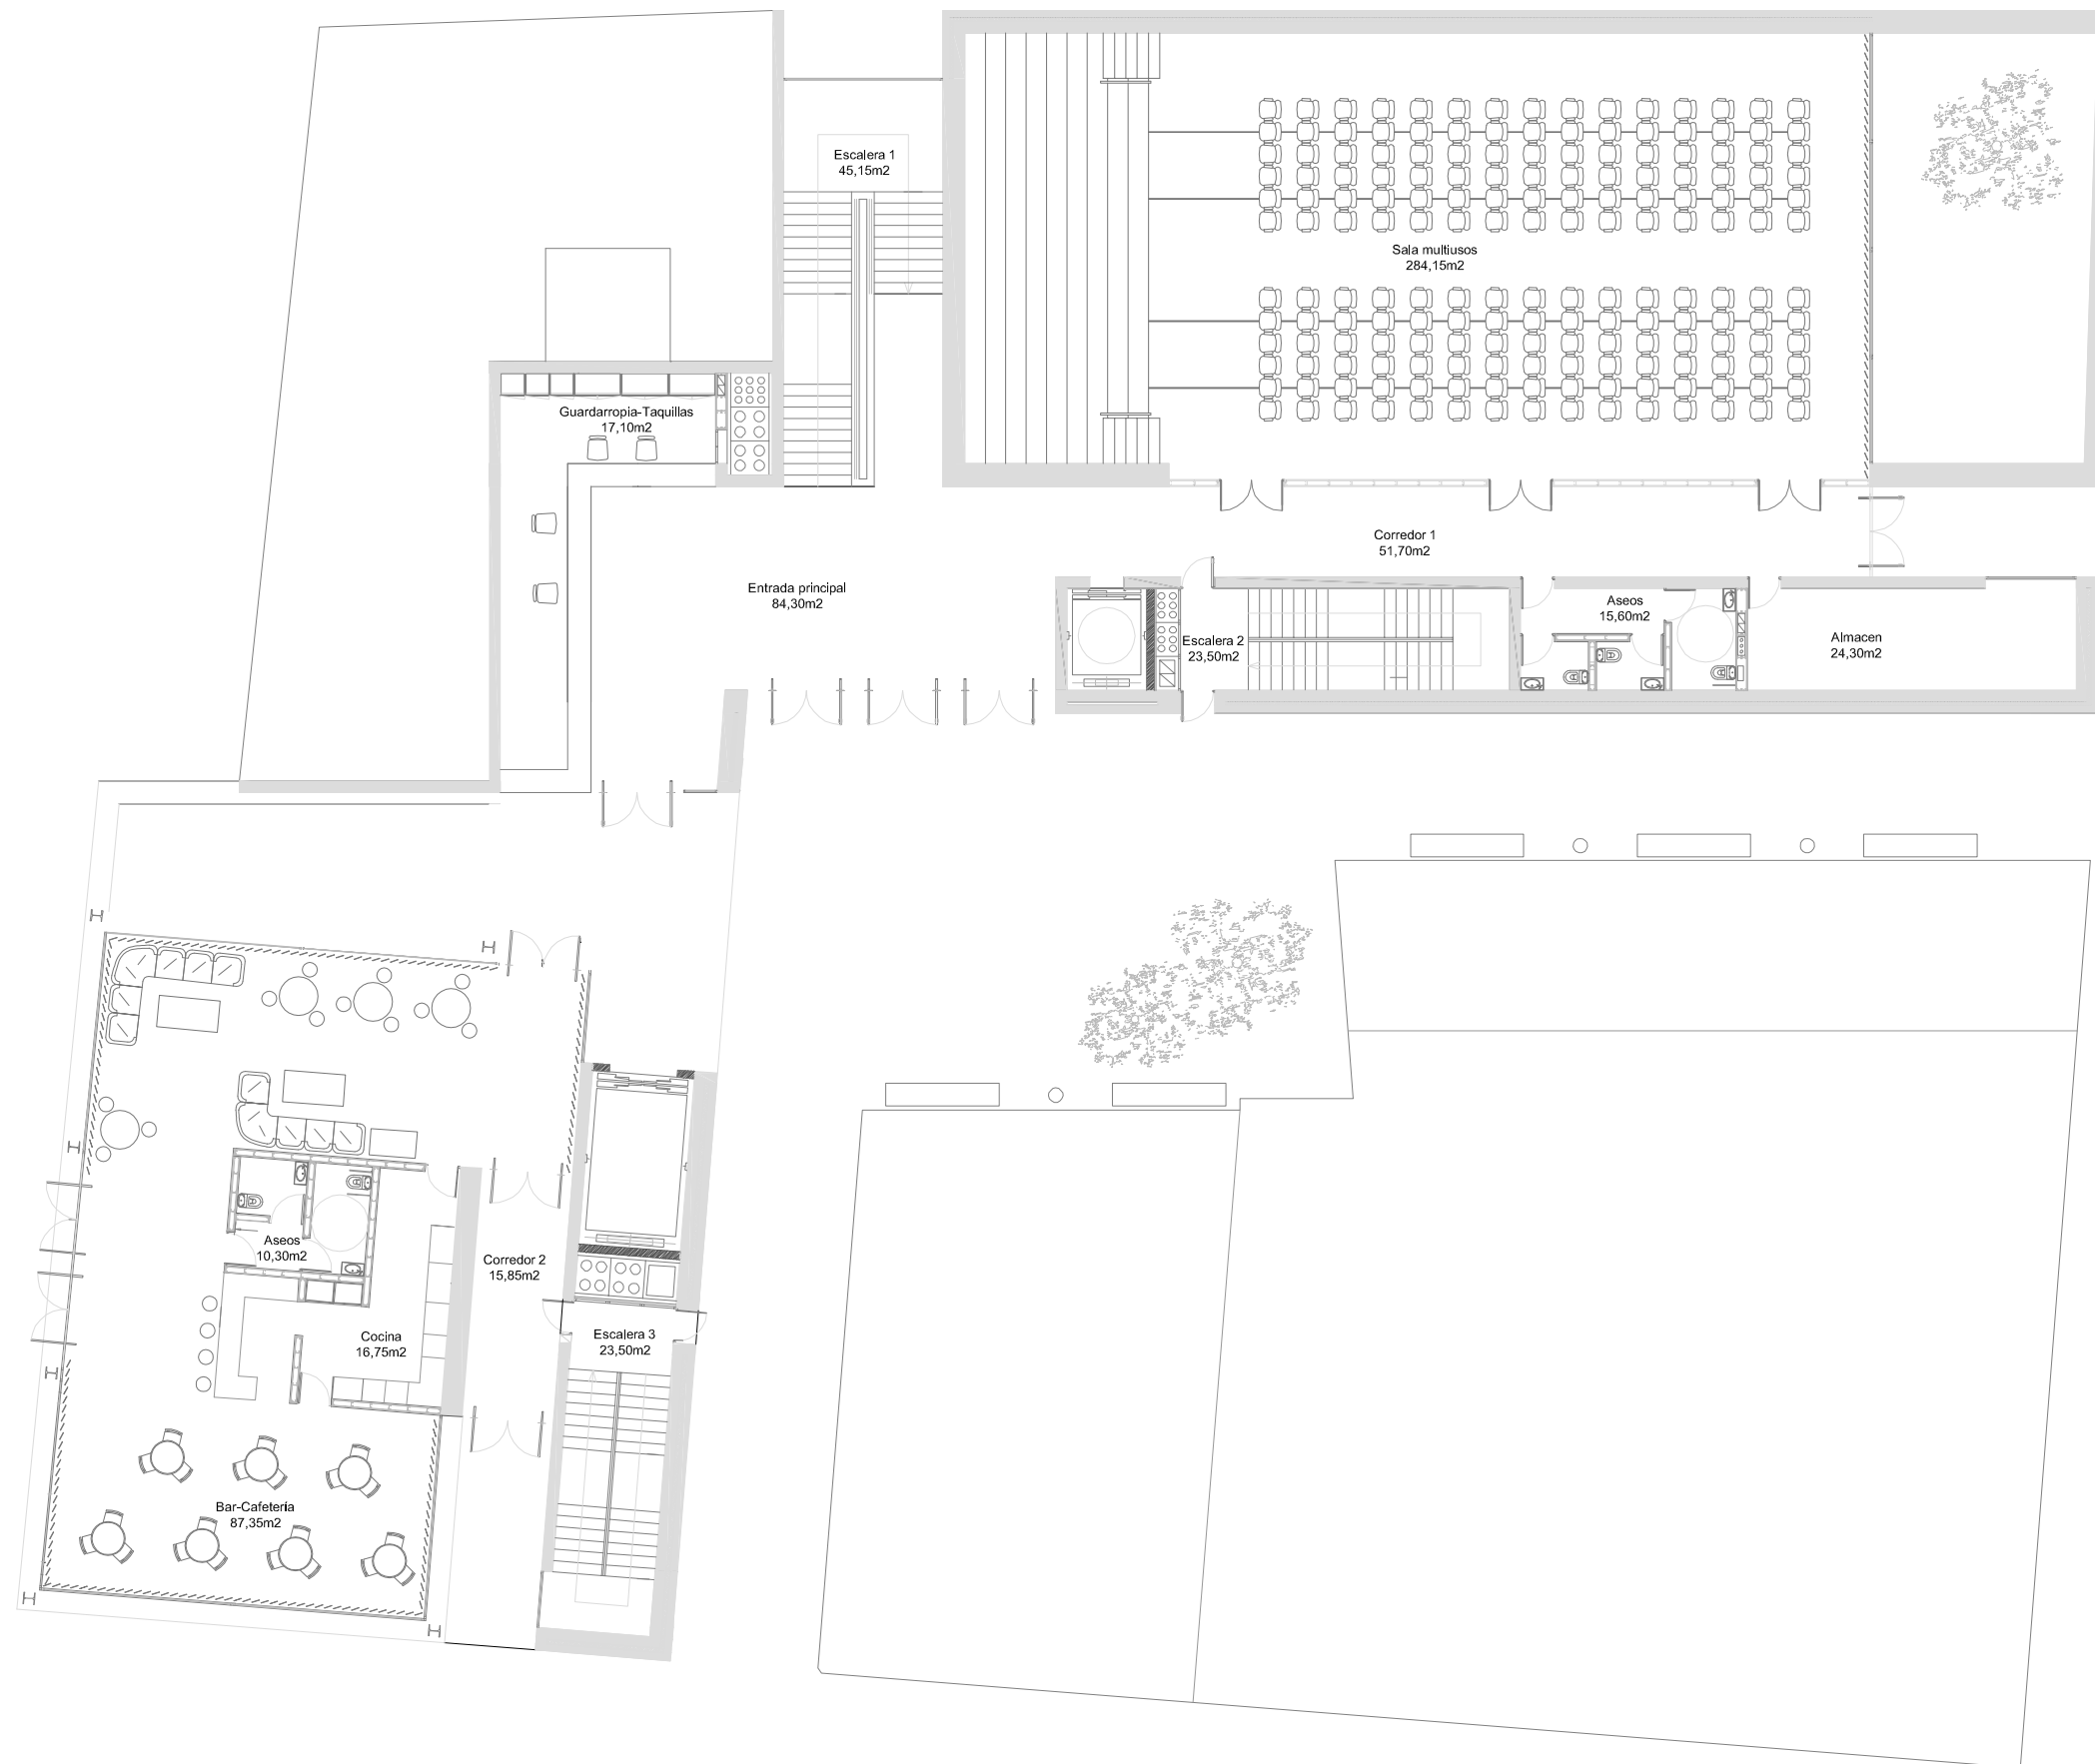 Escalera 1
45,15m2
Sala multiusos
284,15m2
Guardarropia-Taquillas
17,10m2
Corredor 1
51,70m2
Entrada principal
84,30m2
Escalera 2
23,50m2
Aseos
15,60m2
Almacen
24,30m2
Aseos
10,30m2
Corredor 2
15,85m2
Cocina
16,75m2
Escalera 3
23,50m2
Bar-Cafetería
87,35m2